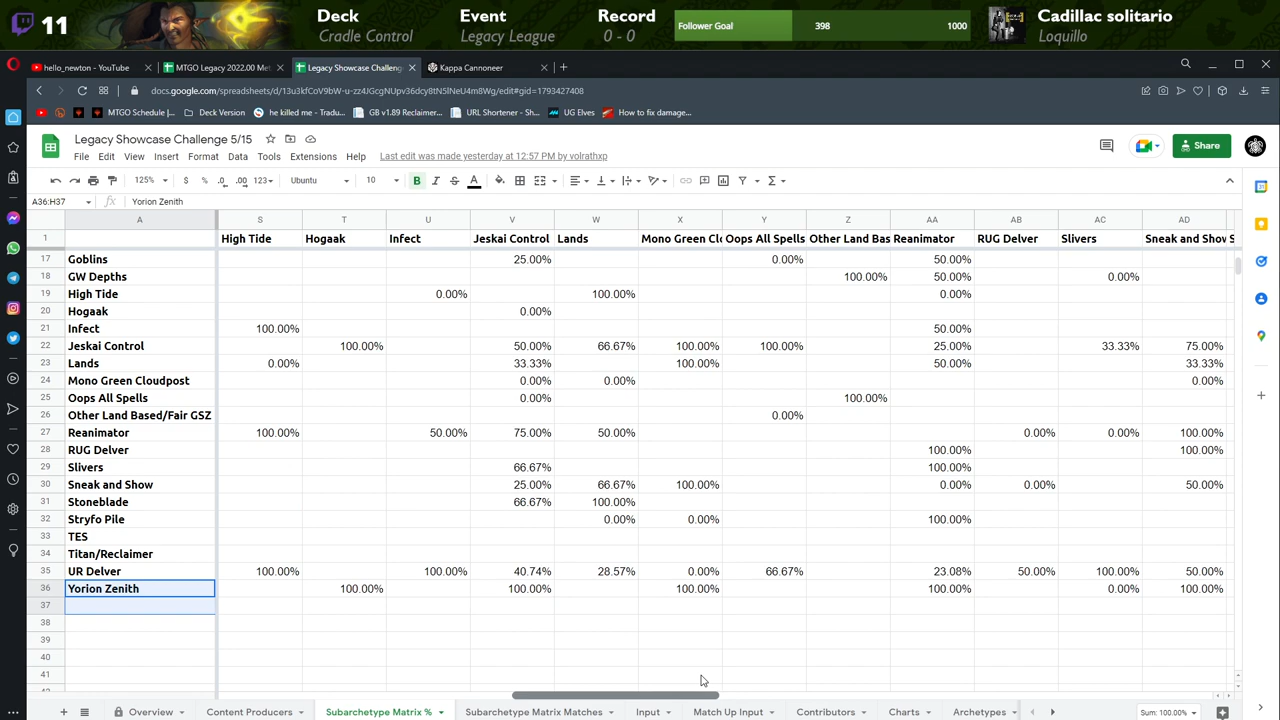 11
Deck
Cradle Control
Event
Legacy League
Record
0 - 0
Follower Goal 398 1000
Cadillac solitario
Loquillo
hello_newton - YouTube
MTGO Legacy 2022.00 Met
Legacy Showcase Challeng
Kappa Cannoneer
docs.google.com/spreadsheets/d/13u3kfCoV9bW-u-zz4JGcgNUpv36dcy8tN5lNeU4m8Wg/edit#gid=1793427408
MTGO Schedule |...
Deck Version
he killed me - Tradu...
GB v1.89 Reclaimer...
URL Shortener - Sh...
UG Elves
How to fix damage...
Legacy Showcase Challenge 5/15
File Edit View Insert Format Data Tools Extensions Help Last edit was made yesterday at 12:57 PM by volrathxp
Share
125% $ % .0 .00 123 Ubuntu 10 B I S A
A36:H37 fx Yorion Zenith
A S T U V W X Y Z AA AB AC AD
1 High Tide Hogaak Infect Jeskai Control Lands Mono Green Clo Oops All Spells Other Land Bas Reanimator RUG Delver Slivers Sneak and Show S
17 Goblins 25.00% 0.00% 50.00%
18 GW Depths 100.00% 50.00% 0.00%
19 High Tide 0.00% 100.00% 0.00%
20 Hogaak 0.00%
21 Infect 100.00% 50.00%
22 Jeskai Control 100.00% 50.00% 66.67% 100.00% 100.00% 25.00% 33.33% 75.00%
23 Lands 0.00% 33.33% 100.00% 50.00% 33.33%
24 Mono Green Cloudpost 0.00% 0.00% 0.00%
25 Oops All Spells 0.00% 100.00%
26 Other Land Based/Fair GSZ 0.00%
27 Reanimator 100.00% 50.00% 75.00% 50.00% 0.00% 0.00% 100.00%
28 RUG Delver 100.00% 100.00%
29 Slivers 66.67% 100.00%
30 Sneak and Show 25.00% 66.67% 100.00% 0.00% 0.00% 50.00%
31 Stoneblade 66.67% 100.00%
32 Stryfo Pile 0.00% 0.00% 100.00%
33 TES
34 Titan/Reclaimer
35 UR Delver 100.00% 100.00% 40.74% 28.57% 0.00% 66.67% 23.08% 50.00% 100.00% 50.00%
36 Yorion Zenith 100.00% 100.00% 100.00% 100.00% 0.00% 100.00%
37
38
39
40
41
Overview Content Producers Subarchetype Matrix % Subarchetype Matrix Matches Input Match Up Input Contributors Charts Archetypes Sum: 100.00%